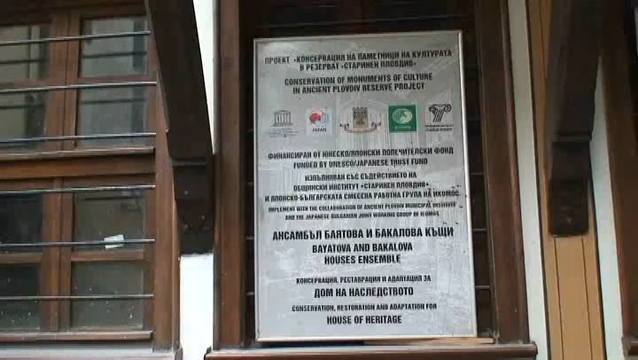 ПРОЕКТ «КОНСЕРВАЦИЯ НА ПАМЕТНИЦИ НА КУЛТУРАТА
В РЕЗЕРВАТ «СТАРИНЕН ПЛОВДИВ»
CONSERVATION OF MONUMENTS OF CULTURE
IN ANCIENT PLOVDIV RESERVE PROJECT
JAPAN
ФИНАНСИРАН ОТ ЮНЕСКО/ЯПОНСКИ ПОПЕЧИТЕЛСКИ ФОНД
FUNDED BY UNESCO/JAPANESE TRUST FUND
ИЗПЪЛНЯВАН СЪС СЪДЕЙСТВИЕТО НА
ОБЩИНСКИ ИНСТИТУТ «СТАРИНЕН ПЛОВДИВ»
И ЯПОНСКО-БЪЛГАРСКАТА СМЕСЕНА РАБОТНА ГРУПА НА ИКОМОС
IMPLEMENT WITH THE COLLABORATION OF ANCIENT PLOVDIV MUNICIPAL INSTITUTE
AND THE JAPANESE BULGARIAN JOINT WORKING GROUP OF ICOMOS
АНСАМБЪЛ БАЯТОВА И БАКАЛОВА КЪЩИ
BAYATOVA AND BAKALOVA
HOUSES ENSEMBLE
КОНСЕРВАЦИЯ, РЕСТАВРАЦИЯ И АДАПТАЦИЯ ЗА
ДОМ НА НАСЛЕДСТВОТО
CONSERVATION, RESTORATION AND ADAPTATION FOR
HOUSE OF HERITAGE